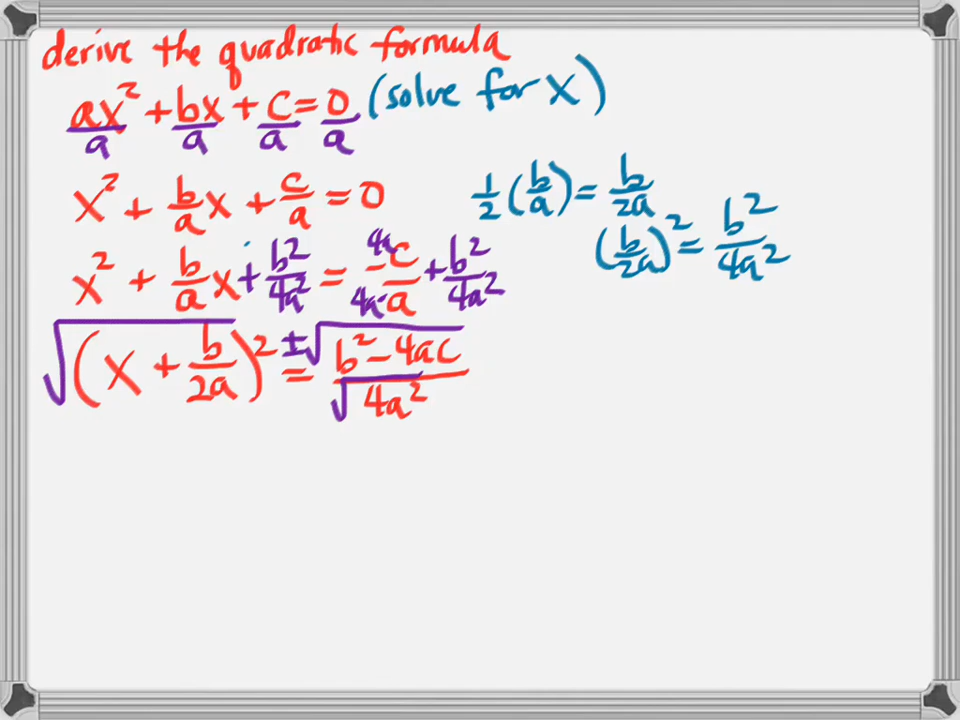 derive the quadratic formula
ax²/a + bx/a + c/a = 0/a (solve for x)
x² + b/a x + c/a = 0
1/2 (b/a) = b/2a
(b/2a)² = b²/4a²
x² + b/a x + b²/4a² = 4a/4a · -c/a + b²/4a²
√(x + b/2a)² = ±√b² - 4ac / √4a²